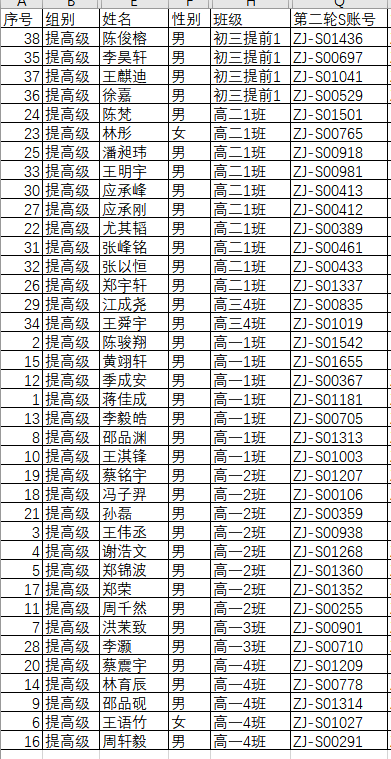 A B E F H Q
序号 组别 姓名 性别 班级 第二轮S账号
38 提高级 陈俊榕 男 初三提前1 ZJ-S01436
35 提高级 李昊轩 男 初三提前1 ZJ-S00697
37 提高级 王麒迪 男 初三提前1 ZJ-S01041
36 提高级 徐嘉 男 初三提前1 ZJ-S00529
24 提高级 陈梵 男 高二1班 ZJ-S01501
23 提高级 林彤 女 高二1班 ZJ-S00765
25 提高级 潘昶玮 男 高二1班 ZJ-S00918
33 提高级 王明宇 男 高二1班 ZJ-S00981
30 提高级 应承峰 男 高二1班 ZJ-S00413
27 提高级 应承刚 男 高二1班 ZJ-S00412
22 提高级 尤其韬 男 高二1班 ZJ-S00389
31 提高级 张峰铭 男 高二1班 ZJ-S00461
32 提高级 张以恒 男 高二1班 ZJ-S00433
26 提高级 郑宇轩 男 高二1班 ZJ-S01337
29 提高级 江成尧 男 高三4班 ZJ-S00835
34 提高级 王舜宇 男 高三4班 ZJ-S01019
2 提高级 陈骏翔 男 高一1班 ZJ-S01542
15 提高级 黄翊轩 男 高一1班 ZJ-S01655
12 提高级 季成安 男 高一1班 ZJ-S00367
1 提高级 蒋佳成 男 高一1班 ZJ-S01181
13 提高级 李毅皓 男 高一1班 ZJ-S00705
8 提高级 邵品渊 男 高一1班 ZJ-S01313
10 提高级 王淇锋 男 高一1班 ZJ-S01003
19 提高级 蔡铭宇 男 高一2班 ZJ-S01207
18 提高级 冯子羿 男 高一2班 ZJ-S00106
21 提高级 孙磊 男 高一2班 ZJ-S00359
3 提高级 王伟丞 男 高一2班 ZJ-S00938
4 提高级 谢浩文 男 高一2班 ZJ-S01268
5 提高级 郑锦波 男 高一2班 ZJ-S01360
17 提高级 郑荣 男 高一2班 ZJ-S01352
11 提高级 周千然 男 高一2班 ZJ-S00255
7 提高级 洪茉致 男 高一3班 ZJ-S00901
28 提高级 李灏 男 高一3班 ZJ-S00710
20 提高级 蔡震宇 男 高一4班 ZJ-S01209
14 提高级 林育辰 男 高一4班 ZJ-S00778
9 提高级 邵品砚 男 高一4班 ZJ-S01314
6 提高级 王语竹 女 高一4班 ZJ-S01027
16 提高级 周轩毅 男 高一4班 ZJ-S00291